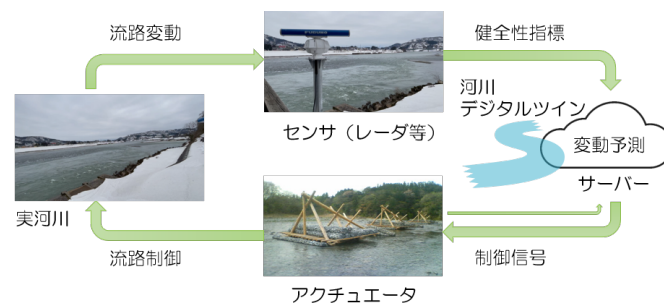 流路変動
健全性指標
センサ（レーダ等）
河川
デジタルツイン
変動予測
サーバー
実河川
流路制御
制御信号
アクチュエータ